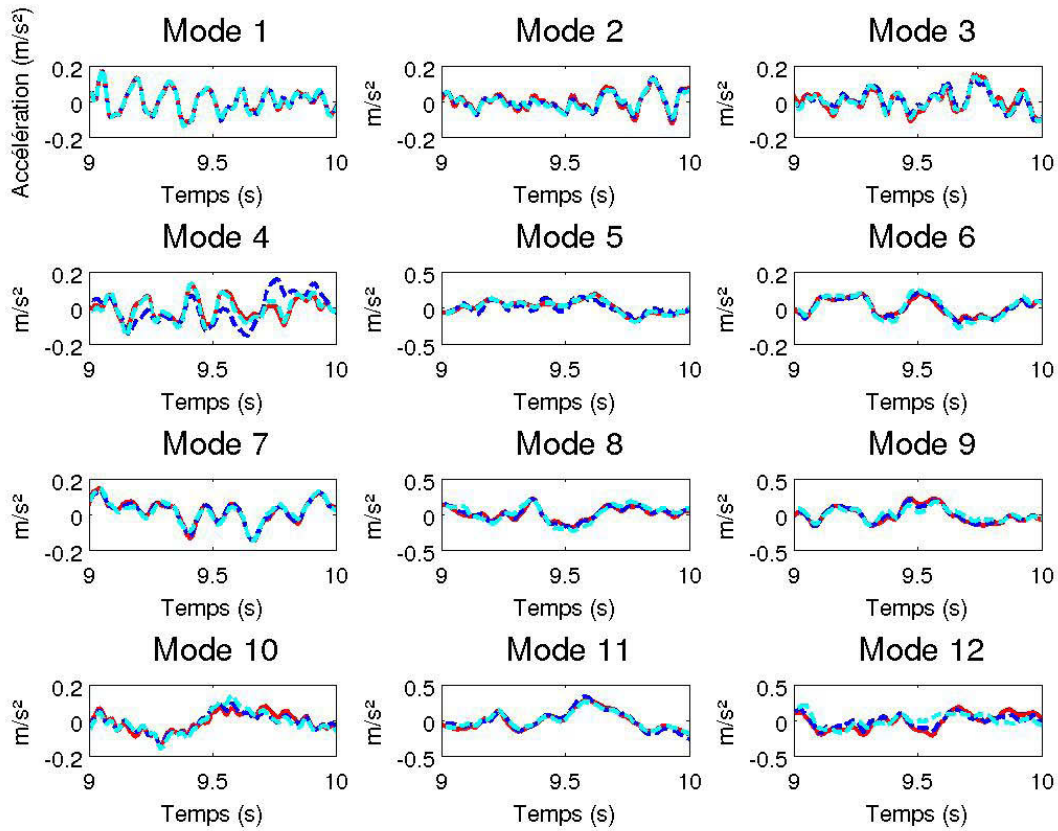 Mode 1
Accélération (m/s²)
0.2
0
-0.2
9
9.5
10
Temps (s)
Mode 2
m/s²
0.2
0
-0.2
9
9.5
10
Temps (s)
Mode 3
m/s²
0.2
0
-0.2
9
9.5
10
Temps (s)
Mode 4
m/s²
0.2
0
-0.2
9
9.5
10
Temps (s)
Mode 5
m/s²
0.5
0
-0.5
9
9.5
10
Temps (s)
Mode 6
m/s²
0.2
0
-0.2
9
9.5
10
Temps (s)
Mode 7
m/s²
0.2
0
-0.2
9
9.5
10
Temps (s)
Mode 8
m/s²
0.5
0
-0.5
9
9.5
10
Temps (s)
Mode 9
m/s²
0.5
0
-0.5
9
9.5
10
Temps (s)
Mode 10
m/s²
0.2
0
-0.2
9
9.5
10
Temps (s)
Mode 11
m/s²
0.5
0
-0.5
9
9.5
10
Temps (s)
Mode 12
m/s²
0.5
0
-0.5
9
9.5
10
Temps (s)